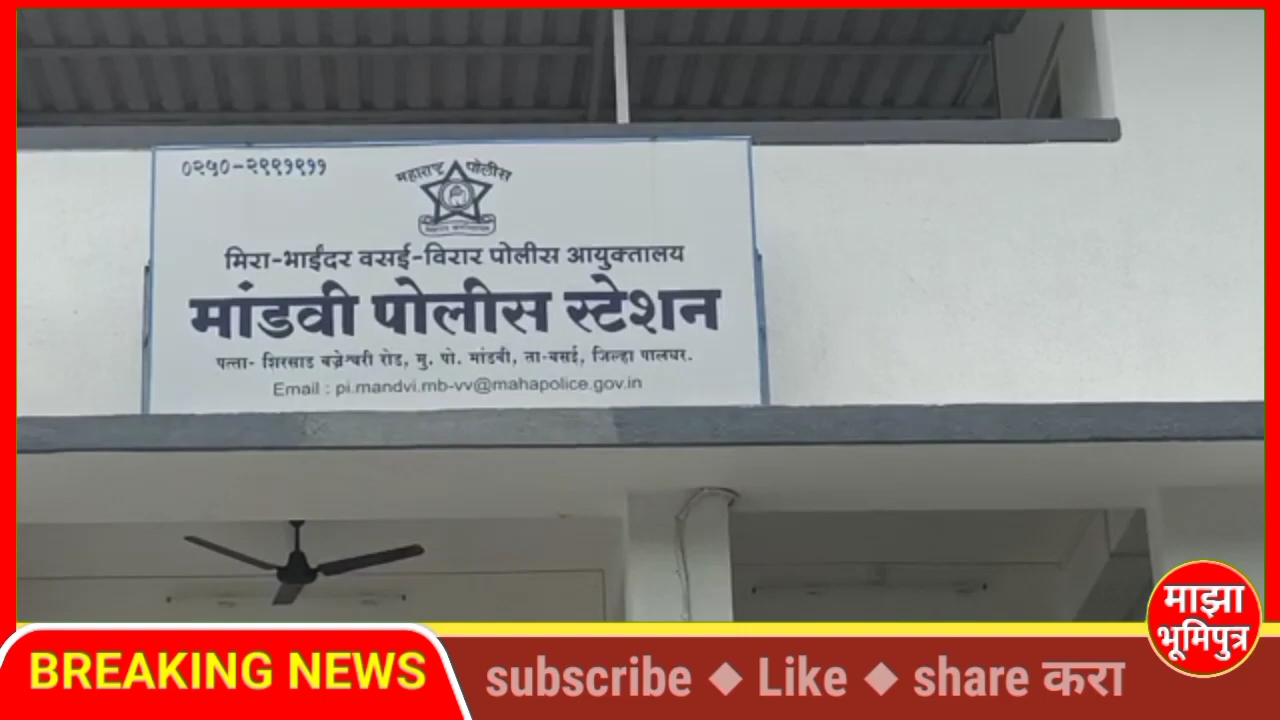 ०२५०-२९९१९११
महाराष्ट्र पोलीस
मिरा-भाईंदर वसई-विरार पोलीस आयुक्तालय
मांडवी पोलीस स्टेशन
पत्ता- शिरसाड वज्रेश्वरी रोड, मु. पो. मांडवी, ता-वसई, जिल्हा पालघर.
Email : pi.mandvi.mb-vv@mahapolice.gov.in
माझा
भूमिपुत्र
BREAKING NEWS
subscribe ◆ Like ◆ share करा